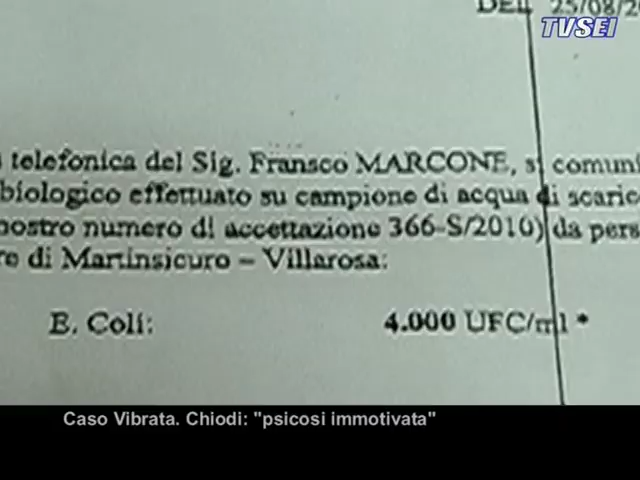 DEL 25/08/2
TVSEI
telefonica del Sig. Fransco MARCONE, si comuni
biologico effettuato su campione di acqua di scaric
nostro numero di accettazione 366-S/2010) da pers
re di Martinsicuro – Villarosa:
E. Coli: 4.000 UFC/ml *
Caso Vibrata. Chiodi: "psicosi immotivata"